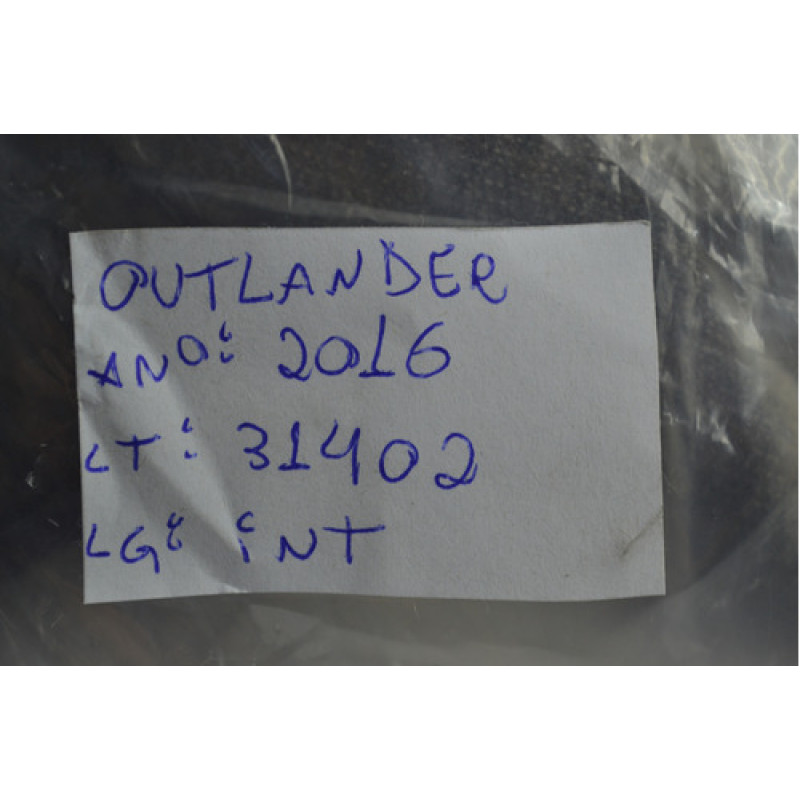 OUTLANDER
ANO: 2016
LT: 31402
LG: iNT